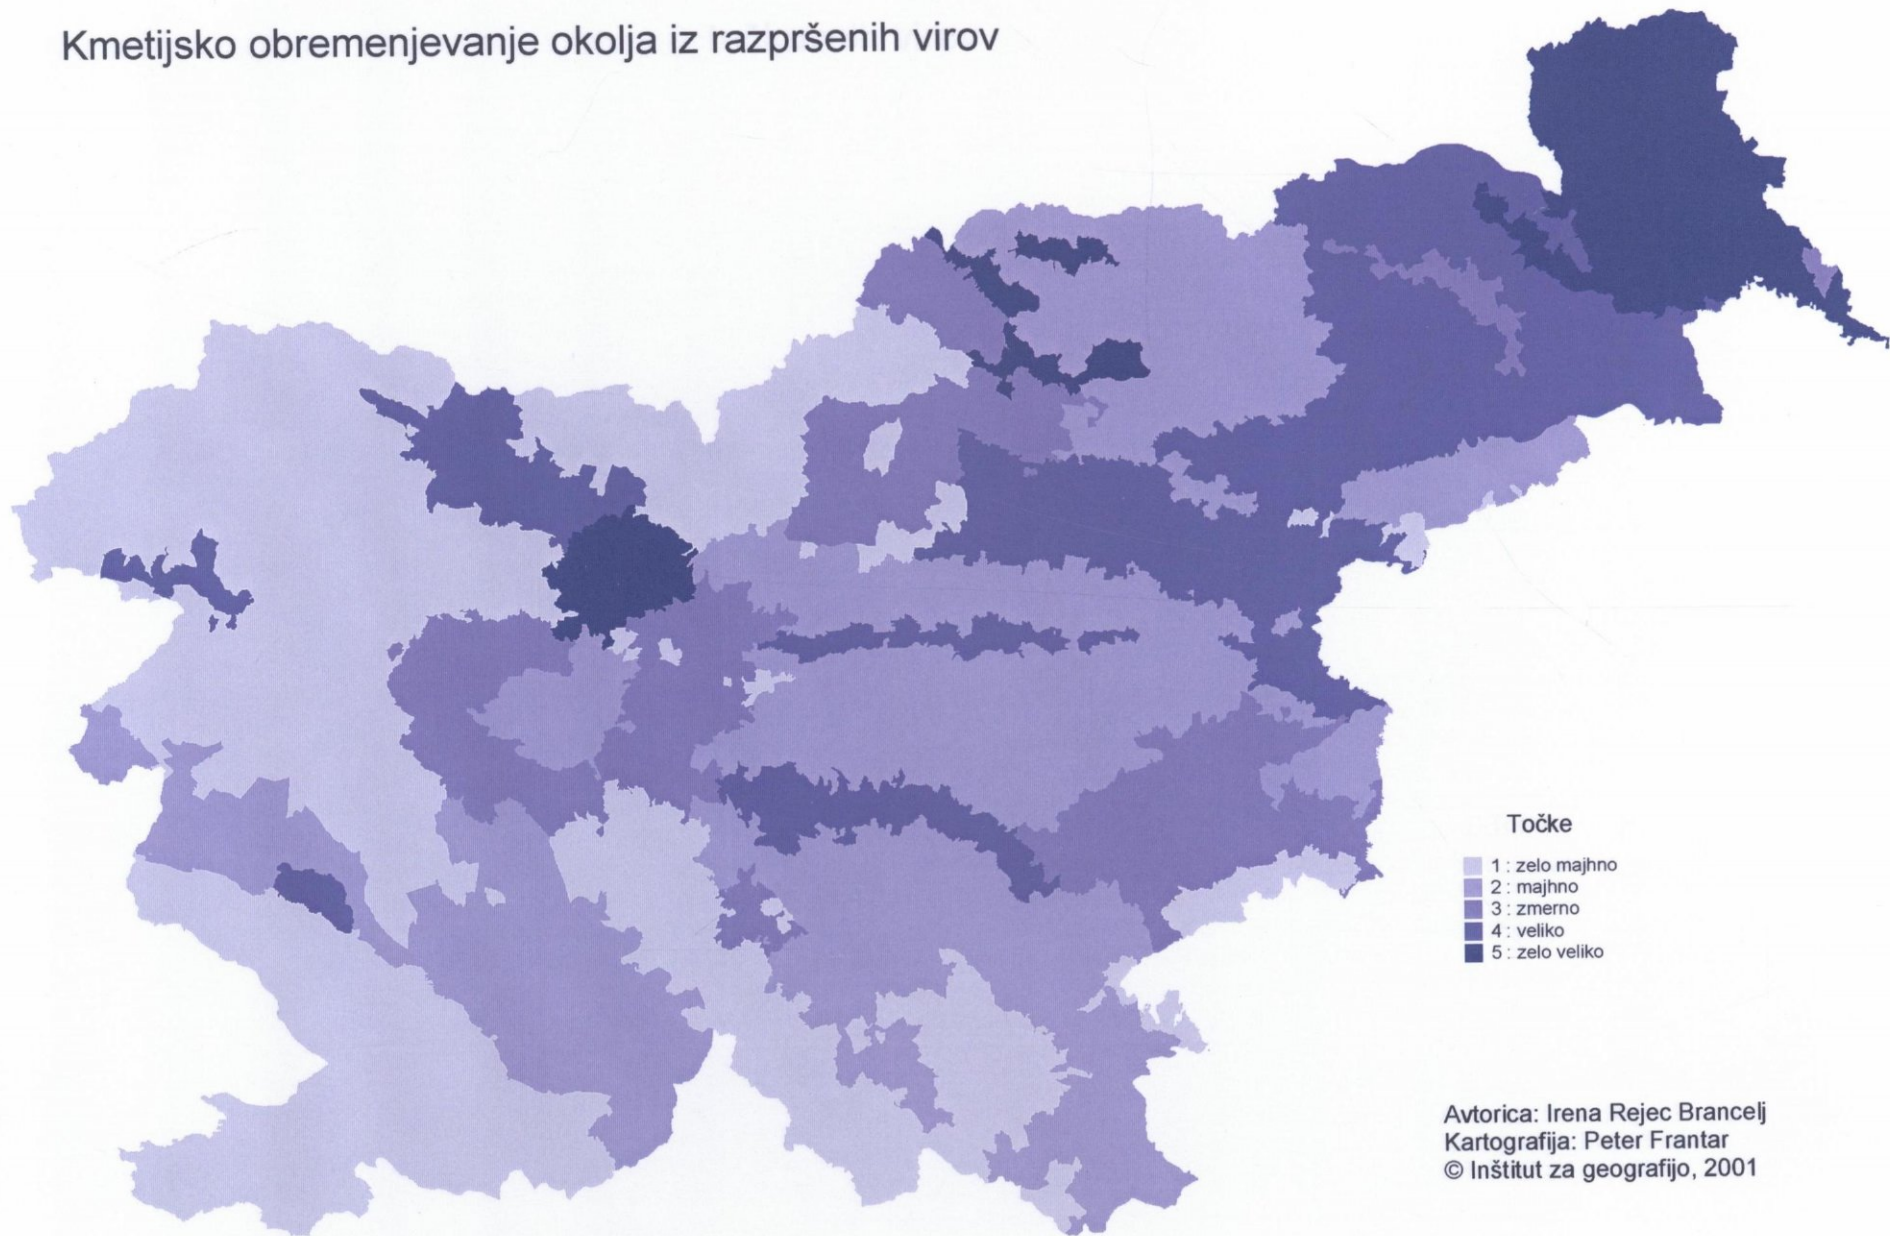 Kmetijsko obremenjevanje okolja iz razpršenih virov
Točke
1 : zelo majhno
2 : majhno
3 : zmerno
4 : veliko
5 : zelo veliko
Avtorica: Irena Rejec Brancelj
Kartografija: Peter Frantar
© Inštitut za geografijo, 2001